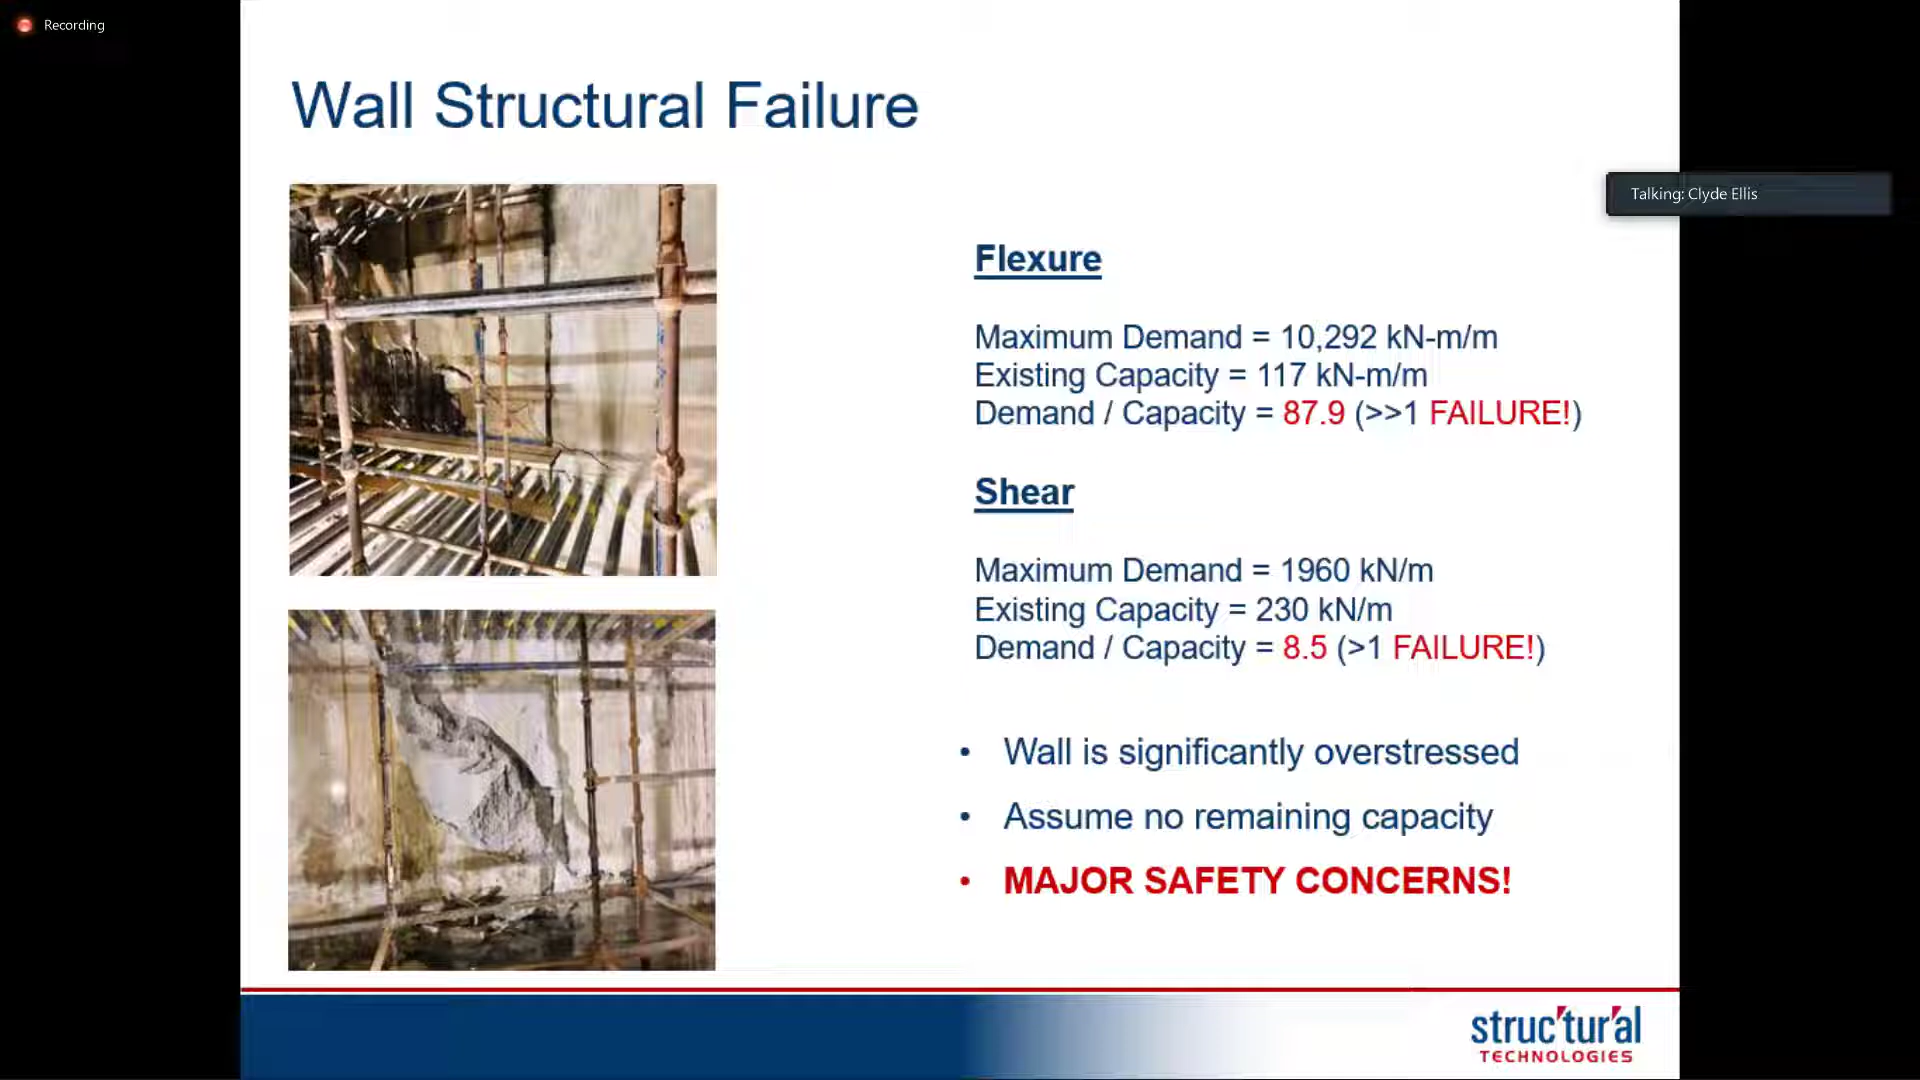 Recording
Wall Structural Failure
Talking: Clyde Ellis
Flexure
Maximum Demand = 10,292 kN-m/m
Existing Capacity = 117 kN-m/m
Demand / Capacity = 87.9 (>>1 FAILURE!)
Shear
Maximum Demand = 1960 kN/m
Existing Capacity = 230 kN/m
Demand / Capacity = 8.5 (>1 FAILURE!)
• Wall is significantly overstressed
• Assume no remaining capacity
• MAJOR SAFETY CONCERNS!
struc'tur'al
TECHNOLOGIES